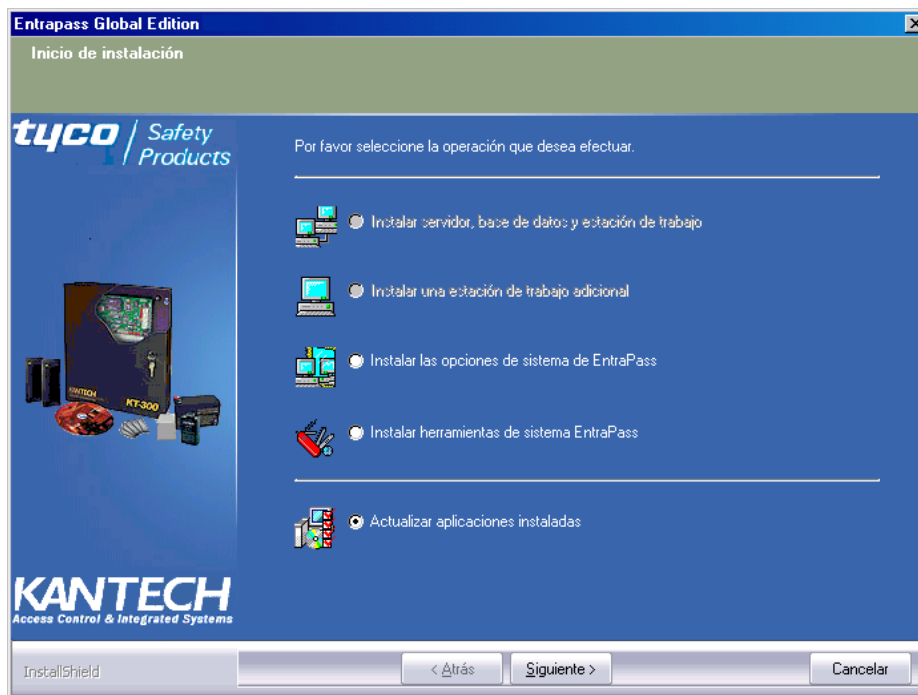 Entrapass Global Edition
Inicio de instalación
tyco / Safety
Products
Por favor seleccione la operación que desea efectuar.
Instalar servidor, base de datos y estación de trabajo
Instalar una estación de trabajo adicional
Instalar las opciones de sistema de EntraPass
Instalar herramientas de sistema EntraPass
Actualizar aplicaciones instaladas
KANTECH
KT-300
KANTECH
Access Control & Integrated Systems
InstallShield
< Atrás
Siguiente >
Cancelar